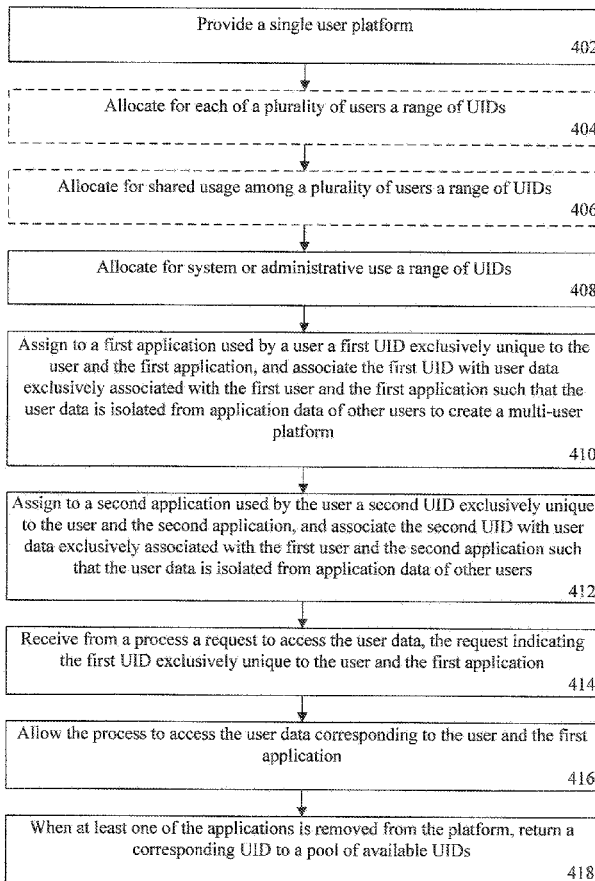 Provide a single user platform
402
Allocate for each of a plurality of users a range of UIDs
404
Allocate for shared usage among a plurality of users a range of UIDs
406
Allocate for system or administrative use a range of UIDs
408
Assign to a first application used by a user a first UID exclusively unique to the
user and the first application, and associate the first UID with user data
exclusively associated with the first user and the first application such that the
user data is isolated from application data of other users to create a multi-user
platform
410
Assign to a second application used by the user a second UID exclusively unique
to the user and the second application, and associate the second UID with user
data exclusively associated with the first user and the second application such
that the user data is isolated from application data of other users
412
Receive from a process a request to access the user data, the request indicating
the first UID exclusively unique to the user and the first application
414
Allow the process to access the user data corresponding to the user and the first
application
416
When at least one of the applications is removed from the platform, return a
corresponding UID to a pool of available UIDs
418